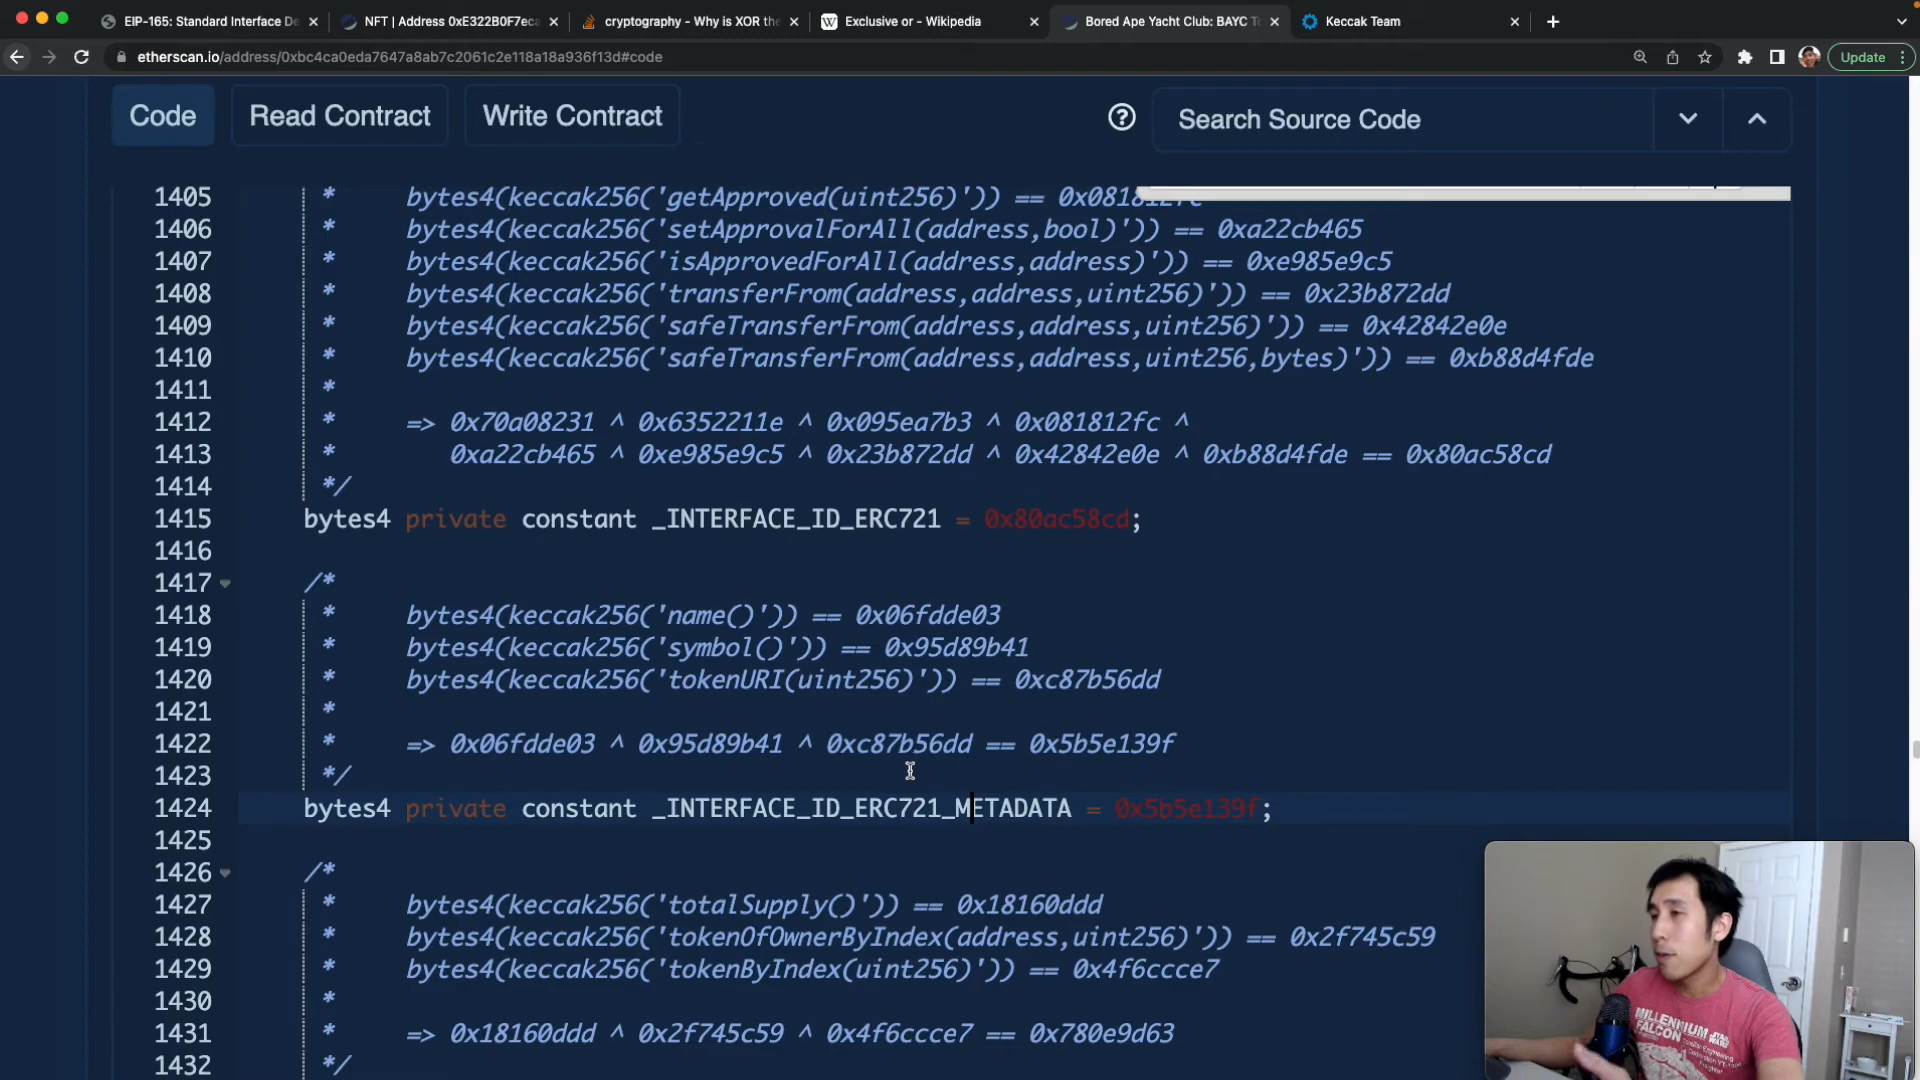 EIP-165: Standard Interface De
NFT | Address 0xE322B0F7eca
cryptography - Why is XOR the
Exclusive or - Wikipedia
Bored Ape Yacht Club: BAYC T
Keccak Team
etherscan.io/address/0xbc4ca0eda7647a8ab7c2061c2e118a18a936f13d#code
Update
Code
Read Contract
Write Contract
Search Source Code
1405 * bytes4(keccak256('getApproved(uint256)')) == 0x081812fc
1406 * bytes4(keccak256('setApprovalForAll(address,bool)')) == 0xa22cb465
1407 * bytes4(keccak256('isApprovedForAll(address,address)')) == 0xe985e9c5
1408 * bytes4(keccak256('transferFrom(address,address,uint256)')) == 0x23b872dd
1409 * bytes4(keccak256('safeTransferFrom(address,address,uint256)')) == 0x42842e0e
1410 * bytes4(keccak256('safeTransferFrom(address,address,uint256,bytes)')) == 0xb88d4fde
1411 *
1412 * => 0x70a08231 ^ 0x6352211e ^ 0x095ea7b3 ^ 0x081812fc ^
1413 * 0xa22cb465 ^ 0xe985e9c5 ^ 0x23b872dd ^ 0x42842e0e ^ 0xb88d4fde == 0x80ac58cd
1414 */
1415 bytes4 private constant _INTERFACE_ID_ERC721 = 0x80ac58cd;
1416
1417 /*
1418 * bytes4(keccak256('name()')) == 0x06fdde03
1419 * bytes4(keccak256('symbol()')) == 0x95d89b41
1420 * bytes4(keccak256('tokenURI(uint256)')) == 0xc87b56dd
1421 *
1422 * => 0x06fdde03 ^ 0x95d89b41 ^ 0xc87b56dd == 0x5b5e139f
1423 */
1424 bytes4 private constant _INTERFACE_ID_ERC721_METADATA = 0x5b5e139f;
1425
1426 /*
1427 * bytes4(keccak256('totalSupply()')) == 0x18160ddd
1428 * bytes4(keccak256('tokenOfOwnerByIndex(address,uint256)')) == 0x2f745c59
1429 * bytes4(keccak256('tokenByIndex(uint256)')) == 0x4f6ccce7
1430 *
1431 * => 0x18160ddd ^ 0x2f745c59 ^ 0x4f6ccce7 == 0x780e9d63
1432 */
MILLENNIUM
FALCON
STAR
WARS